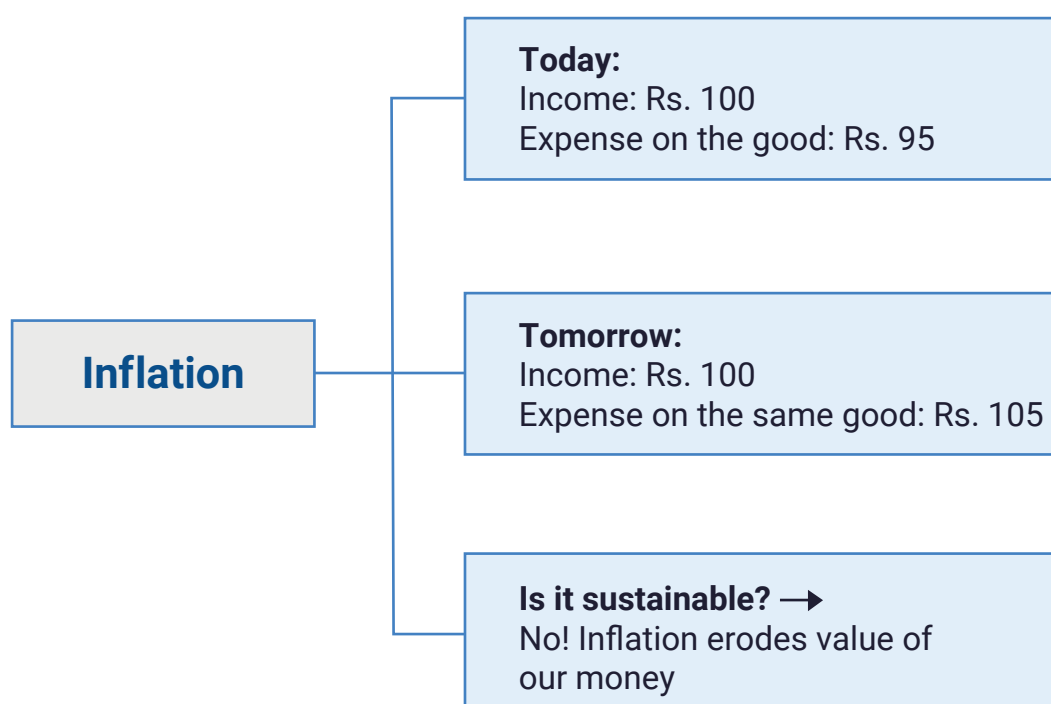 Today:
Income: Rs. 100
Expense on the good: Rs. 95
Inflation
Tomorrow:
Income: Rs. 100
Expense on the same good: Rs. 105
Is it sustainable? →
No! Inflation erodes value of
our money